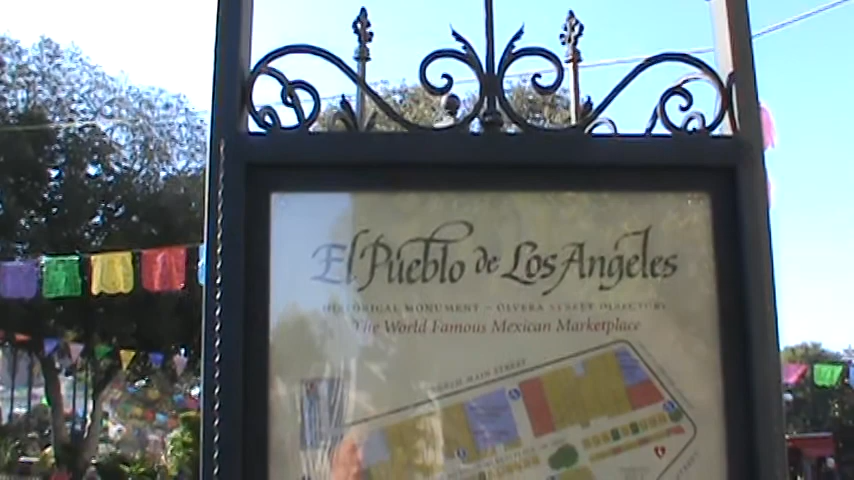 El Pueblo de Los Angeles
HISTORICAL MONUMENT - OLVERA STREET DIRECTORY
The World Famous Mexican Marketplace
MAIN STREET